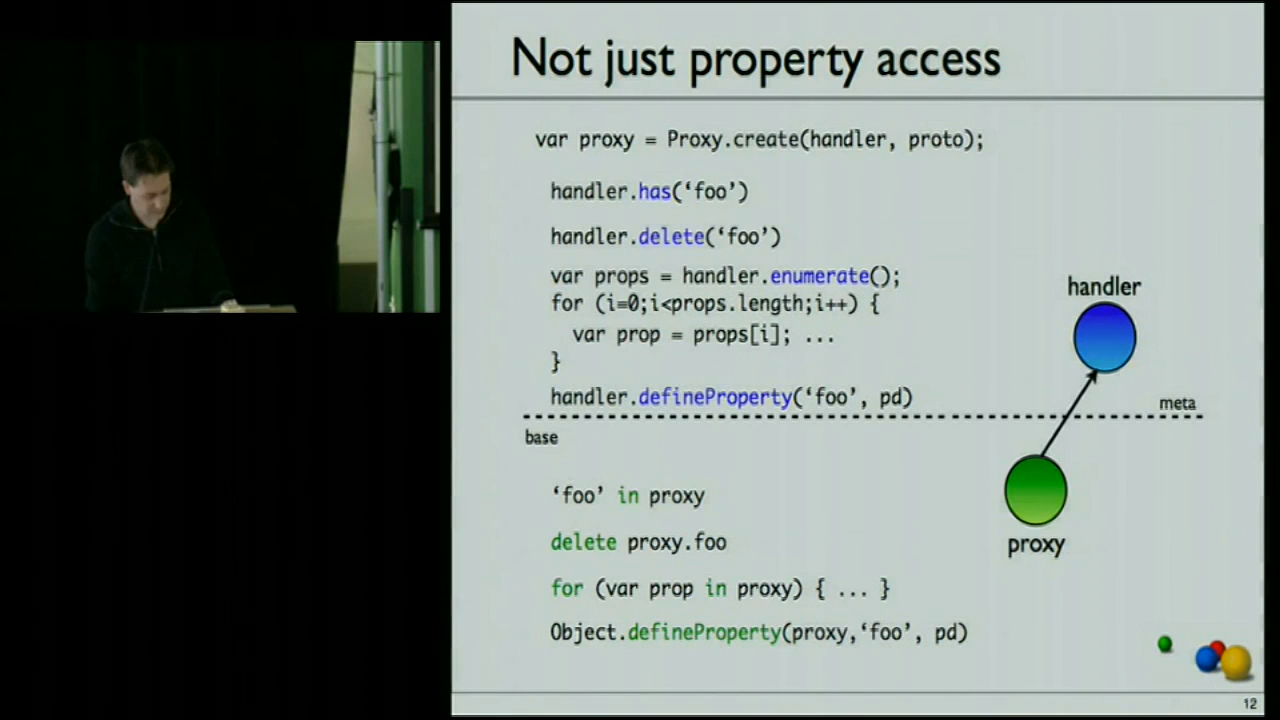 Not just property access
var proxy = Proxy.create(handler, proto);
handler.has(‘foo’)
handler.delete(‘foo’)
var props = handler.enumerate();
for (i=0;i<props.length;i++) {
var prop = props[i]; ...
}
handler.defineProperty(‘foo’, pd)
handler
meta
base
proxy
‘foo’ in proxy
delete proxy.foo
for (var prop in proxy) { ... }
Object.defineProperty(proxy,‘foo’, pd)
12